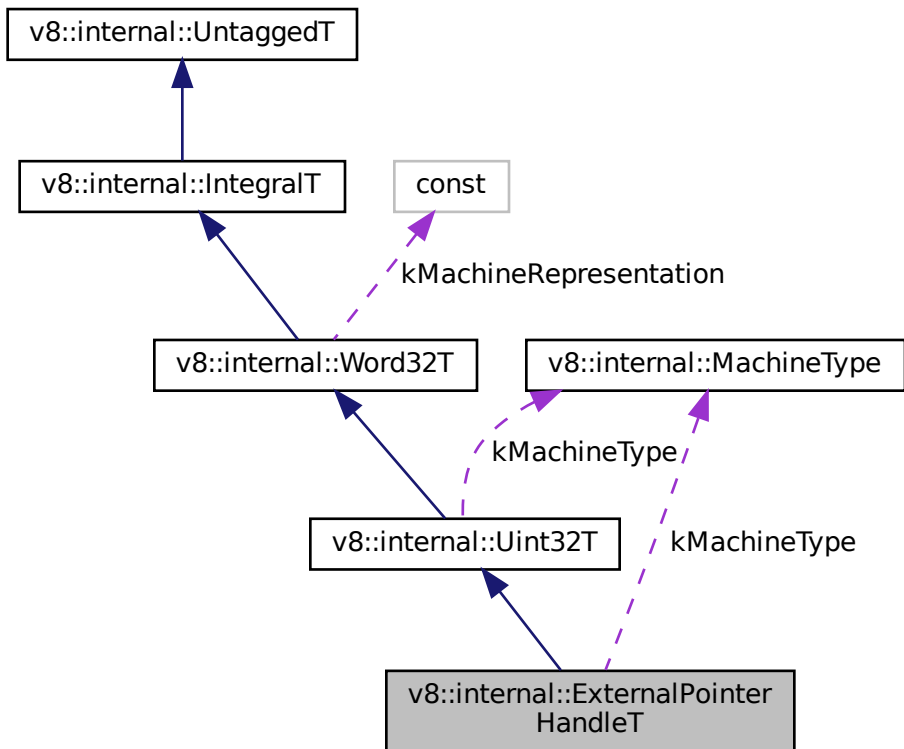 v8::internal::UntaggedT
v8::internal::IntegralT
const
kMachineRepresentation
v8::internal::Word32T
v8::internal::MachineType
kMachineType
v8::internal::Uint32T
kMachineType
v8::internal::ExternalPointer
HandleT